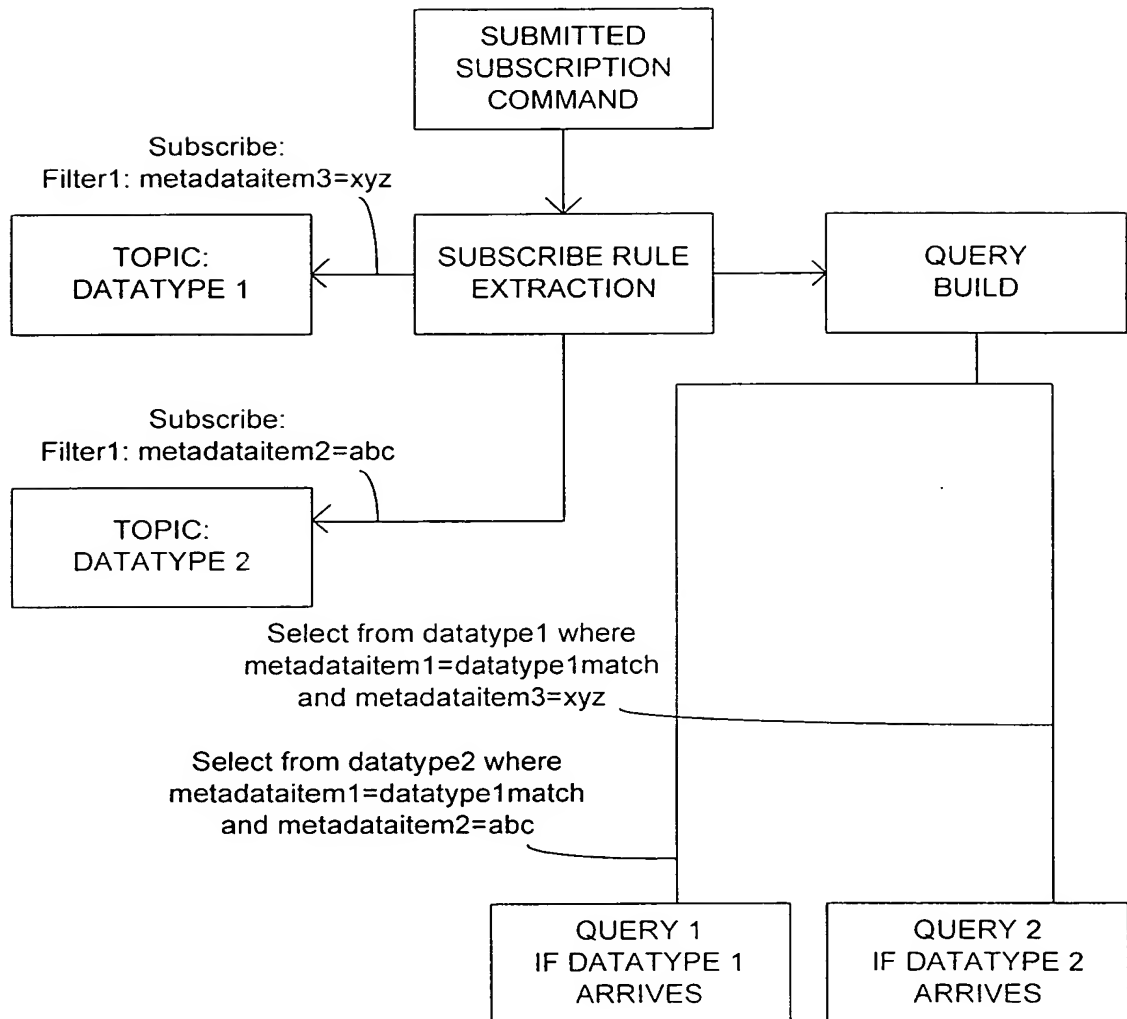 SUBMITTED
SUBSCRIPTION
COMMAND
Subscribe:
Filter1: metadataitem3=xyz
TOPIC:
DATATYPE 1
SUBSCRIBE RULE
EXTRACTION
QUERY
BUILD
Subscribe:
Filter1: metadataitem2=abc
TOPIC:
DATATYPE 2
Select from datatype1 where
metadataitem1=datatype1match
and metadataitem3=xyz
Select from datatype2 where
metadataitem1=datatype1match
and metadataitem2=abc
QUERY 1
IF DATATYPE 1
ARRIVES
QUERY 2
IF DATATYPE 2
ARRIVES